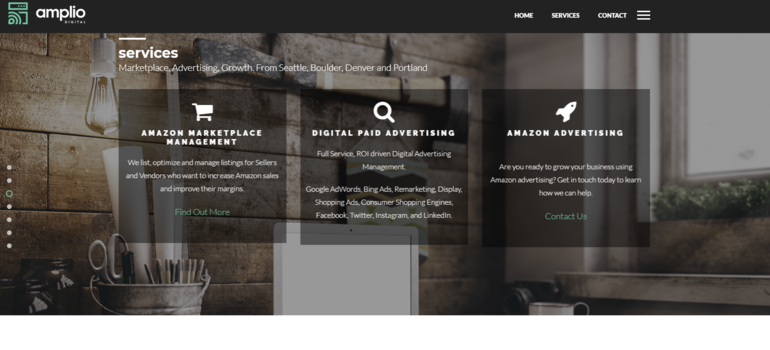 amplio
DIGITAL
HOME
SERVICES
CONTACT
services
Marketplace, Advertising, Growth. From Seattle, Boulder, Denver and Portland
AMAZON MARKETPLACE
MANAGEMENT
We list, optimize and manage listings for Sellers
and Vendors who want to increase Amazon sales
and improve their margins.
Find Out More
DIGITAL PAID ADVERTISING
Full Service, ROI driven Digital Advertising
Management.
Google AdWords, Bing Ads, Remarketing, Display,
Shopping Ads, Consumer Shopping Engines,
Facebook, Twitter, Instagram, and LinkedIn.
AMAZON ADVERTISING
Are you ready to grow your business using
Amazon advertising? Get in touch today to learn
how we can help.
Contact Us